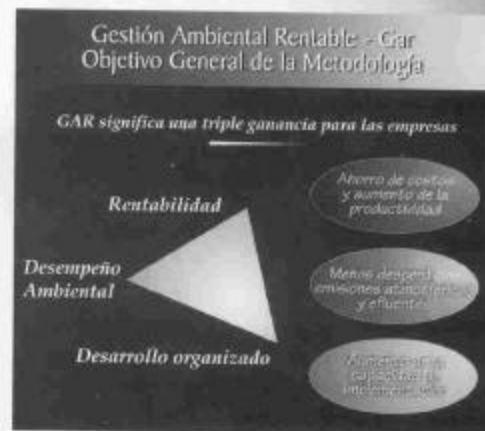 Gestión Ambiental Rentable - Gar
Objetivo General de la Metodología
GAR significa una triple ganancia para las empresas
Rentabilidad
Desempeño
Ambiental
Desarrollo organizado
Ahorro de costos
y aumento de la
productividad
Menos
emisiones
y efluentes